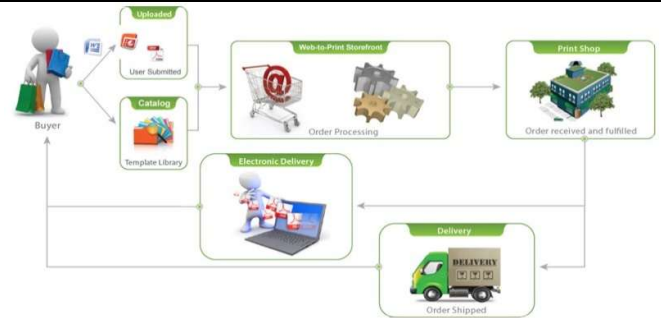 Uploaded
User Submitted
Buyer
Catalog
Template Library
Web-to-Print Storefront
Order Processing
Print Shop
Order received and fulfilled
Electronic Delivery
Delivery
DELIVERY
Order Shipped